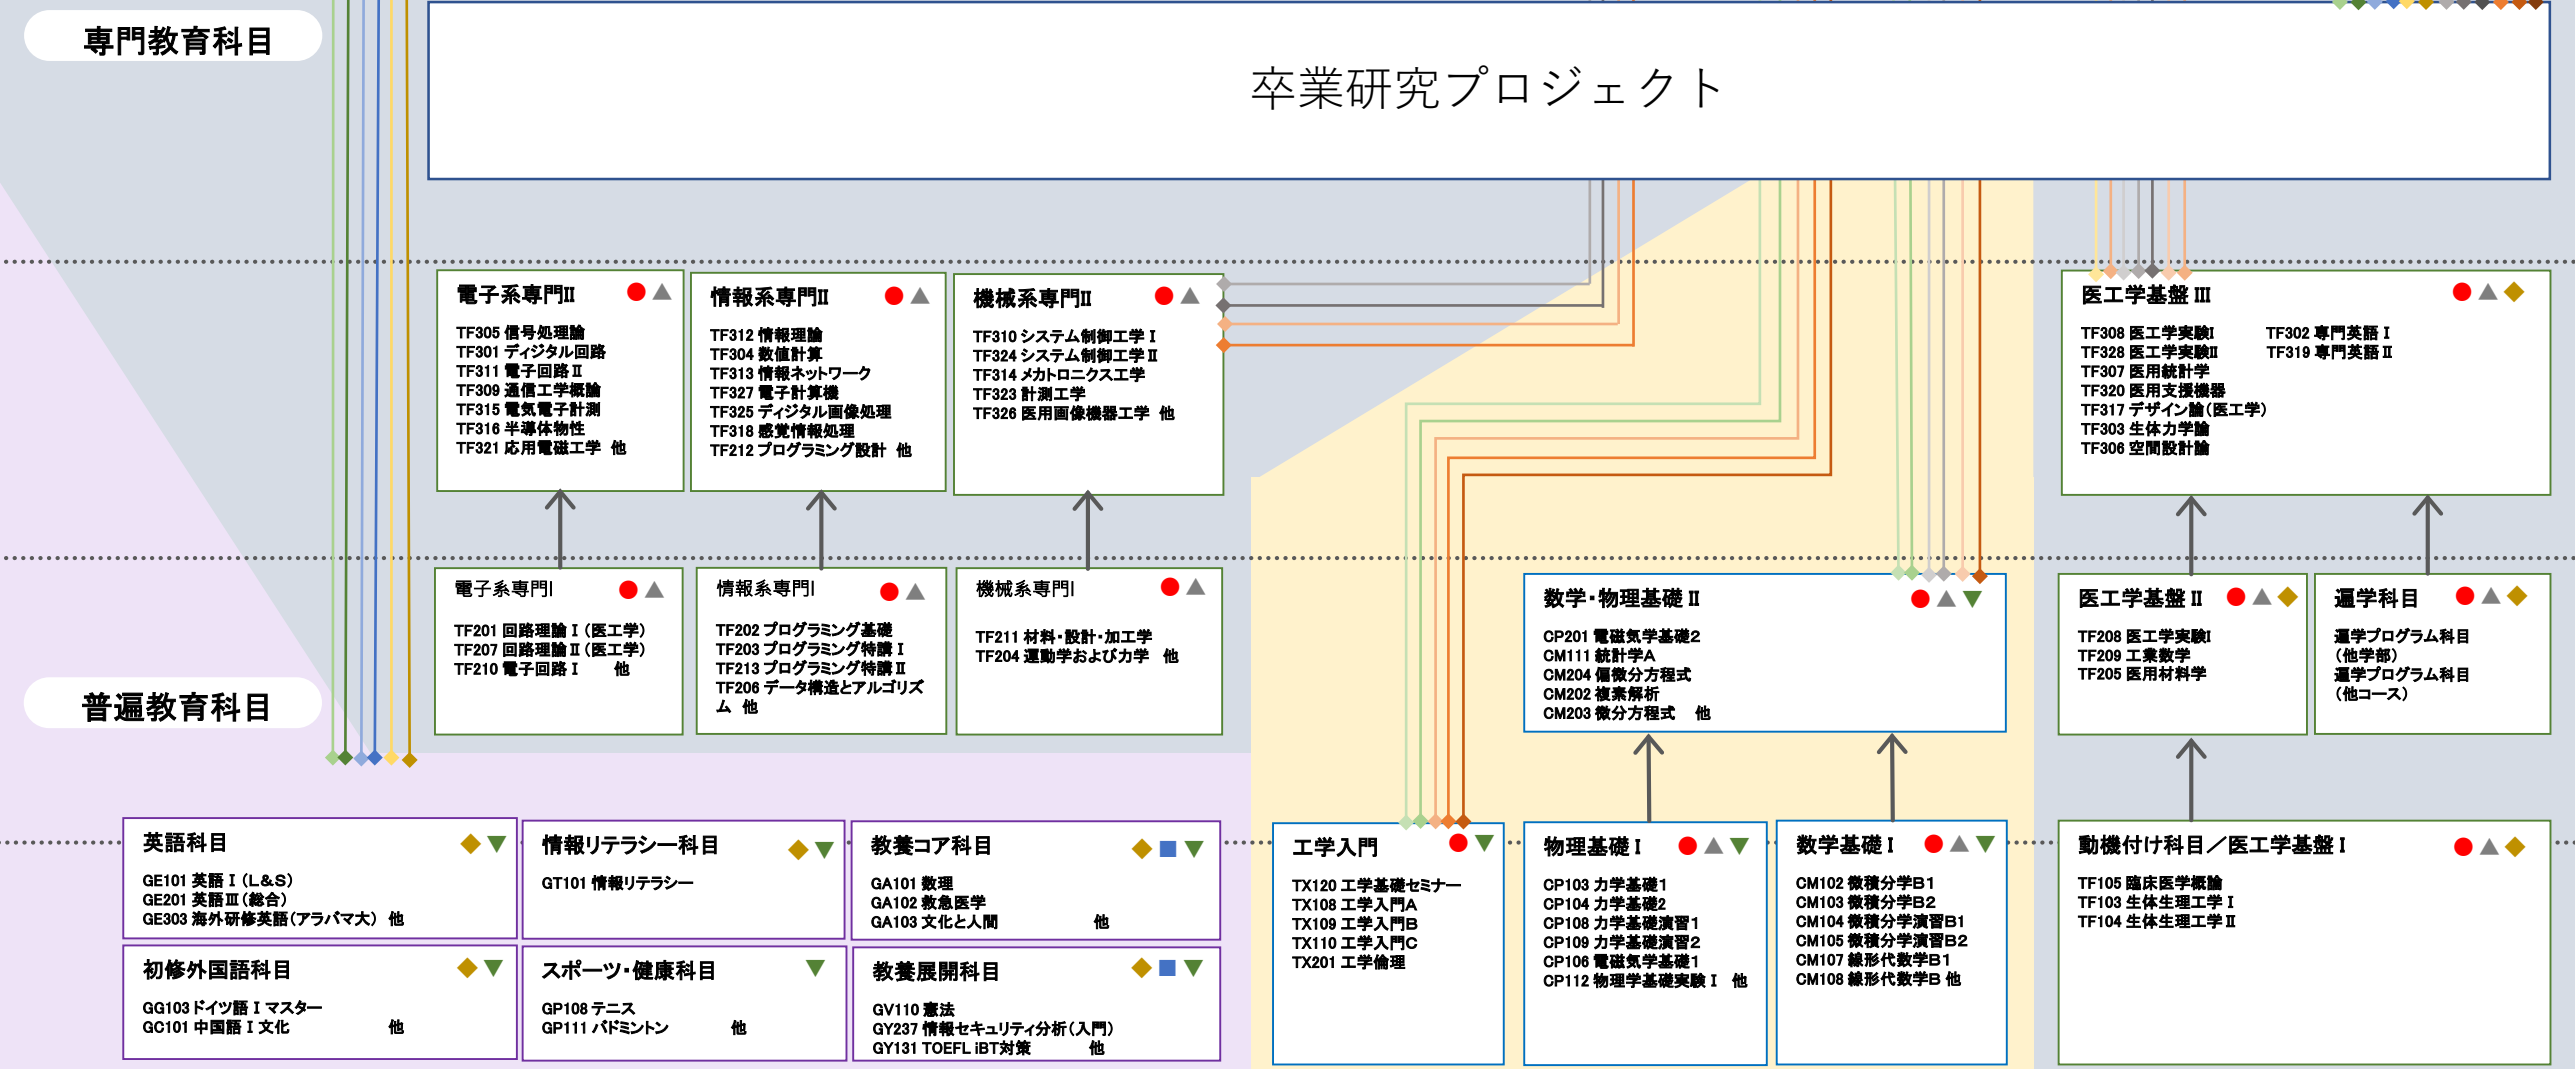 専門教育科目
卒業研究プロジェクト
電子系専門Ⅱ
TF305 信号処理論
TF301 ディジタル回路
TF311 電子回路Ⅱ
TF309 通信工学概論
TF315 電気電子計測
TF316 半導体物性
TF321 応用電磁工学 他
情報系専門Ⅱ
TF312 情報理論
TF304 数値計算
TF313 情報ネットワーク
TF327 電子計算機
TF325 ディジタル画像処理
TF318 感覚情報処理
TF212 プログラミング設計 他
機械系専門Ⅱ
TF310 システム制御工学Ⅰ
TF324 システム制御工学Ⅱ
TF314 メカトロニクス工学
TF323 計測工学
TF326 医用画像機器工学 他
医工学基盤Ⅲ
TF308 医工学実験Ⅰ TF302 専門英語Ⅰ
TF328 医工学実験Ⅱ TF319 専門英語Ⅱ
TF307 医用統計学
TF320 医用支援機器
TF317 デザイン論(医工学)
TF303 生体力学論
TF306 空間設計論
電子系専門Ⅰ
TF201 回路理論Ⅰ(医工学)
TF207 回路理論Ⅱ(医工学)
TF210 電子回路Ⅰ 他
情報系専門Ⅰ
TF202 プログラミング基礎
TF203 プログラミング特講Ⅰ
TF213 プログラミング特講Ⅱ
TF206 データ構造とアルゴリズ
ム 他
機械系専門Ⅰ
TF211 材料・設計・加工学
TF204 運動学および力学 他
数学・物理基礎Ⅱ
CP201 電磁気学基礎2
CM111 統計学A
CM204 偏微分方程式
CM202 複素解析
CM203 微分方程式 他
医工学基盤Ⅱ
TF208 医工学実験Ⅰ
TF209 工業数学
TF205 医用材料学
遍学科目
遍学プログラム科目
(他学部)
遍学プログラム科目
(他コース)
普遍教育科目
英語科目
GE101 英語Ⅰ(L&S)
GE201 英語Ⅲ(総合)
GE303 海外研修英語(アラバマ大) 他
情報リテラシー科目
GT101 情報リテラシー
教養コア科目
GA101 数理
GA102 救急医学
GA103 文化と人間 他
初修外国語科目
GG103 ドイツ語Ⅰマスター
GC101 中国語Ⅰ文化 他
スポーツ・健康科目
GP108 テニス
GP111 バドミントン 他
教養展開科目
GV110 憲法
GY237 情報セキュリティ分析(入門)
GY131 TOEFL iBT対策 他
工学入門
TX120 工学基礎セミナー
TX108 工学入門A
TX109 工学入門B
TX110 工学入門C
TX201 工学倫理
物理基礎Ⅰ
CP103 力学基礎1
CP104 力学基礎2
CP108 力学基礎演習1
CP109 力学基礎演習2
CP106 電磁気学基礎1
CP112 物理学基礎実験Ⅰ 他
数学基礎Ⅰ
CM102 微積分学B1
CM103 微積分学B2
CM104 微積分学演習B1
CM105 微積分学演習B2
CM107 線形代数学B1
CM108 線形代数学B 他
動機付け科目/医工学基盤Ⅰ
TF105 臨床医学概論
TF103 生体生理工学Ⅰ
TF104 生体生理工学Ⅱ